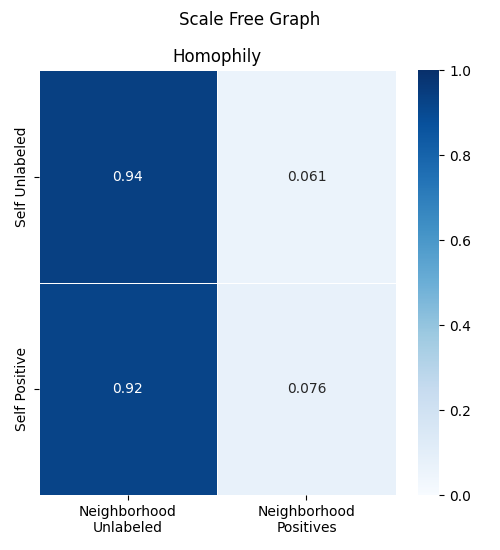 Scale Free Graph
Homophily
Self Unlabeled
0.94
0.061
Self Positive
0.92
0.076
Neighborhood
Unlabeled
Neighborhood
Positives
1.0
0.8
0.6
0.4
0.2
0.0